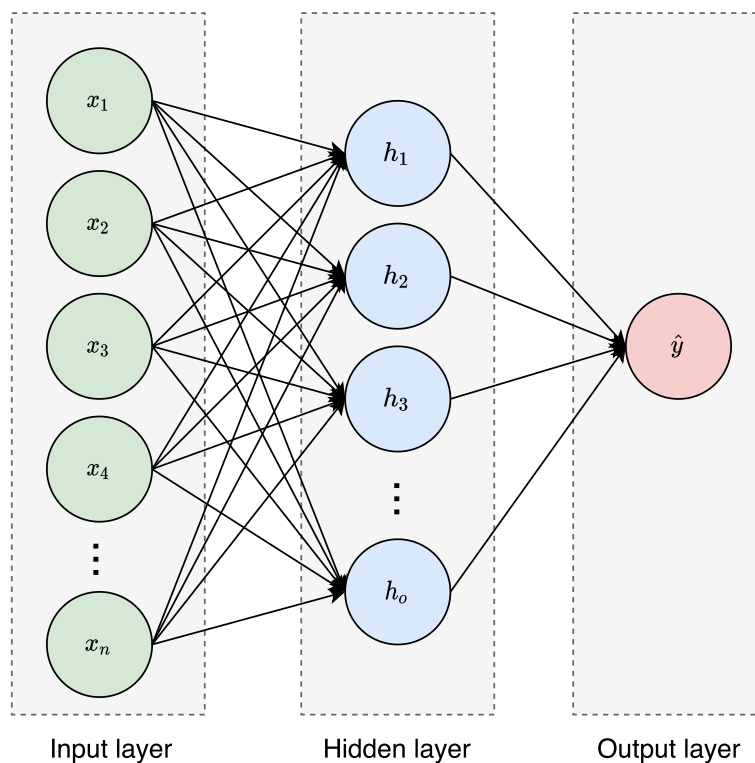 x₁
x₂
x₃
x₄
⋮
xₙ
h₁
h₂
h₃
⋮
hₒ
ŷ
Input layer
Hidden layer
Output layer